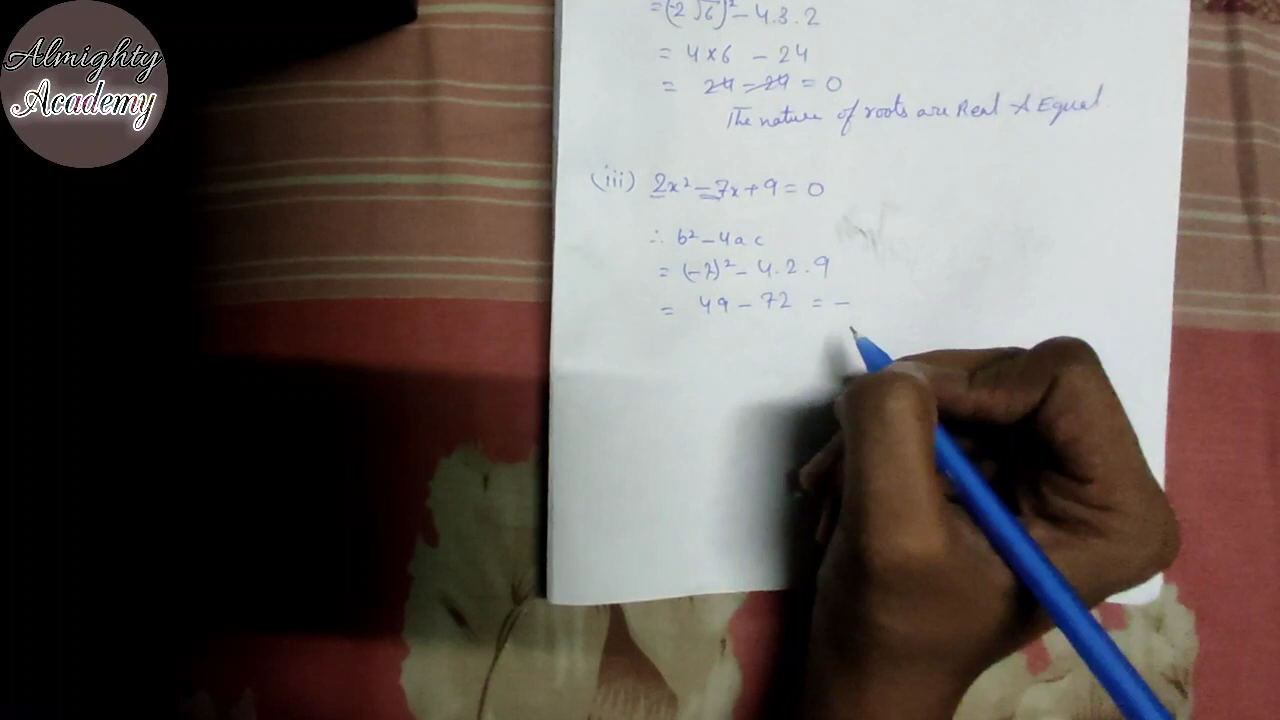 Almighty
Academy
= (-2√6)² - 4.3.2
= 4×6 - 24
= 24 - 24 = 0
The nature of roots are Real & Equal
(iii) 2x² - 7x + 9 = 0
∴ b² - 4ac
= (-7)² - 4.2.9
= 49 - 72 = -